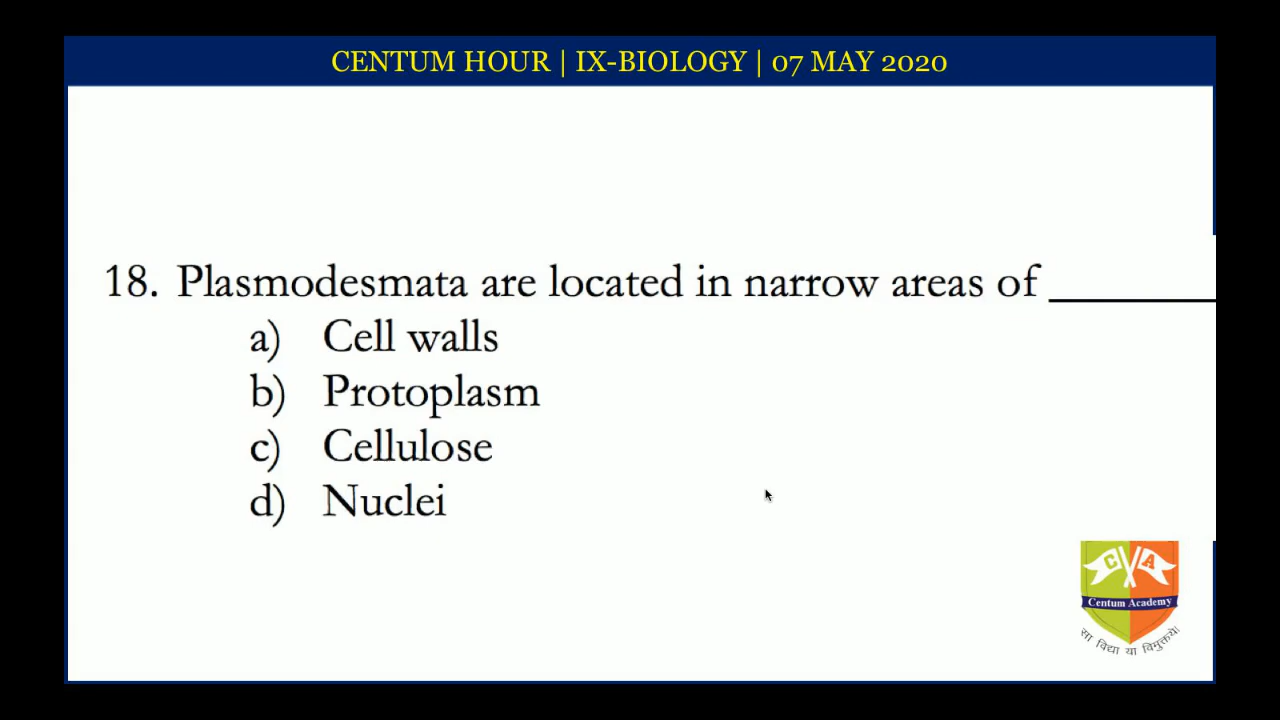 CENTUM HOUR | IX-BIOLOGY | 07 MAY 2020
18. Plasmodesmata are located in narrow areas of ________
a) Cell walls
b) Protoplasm
c) Cellulose
d) Nuclei
C A
Centum Academy
सा विद्या या विमुक्तये।